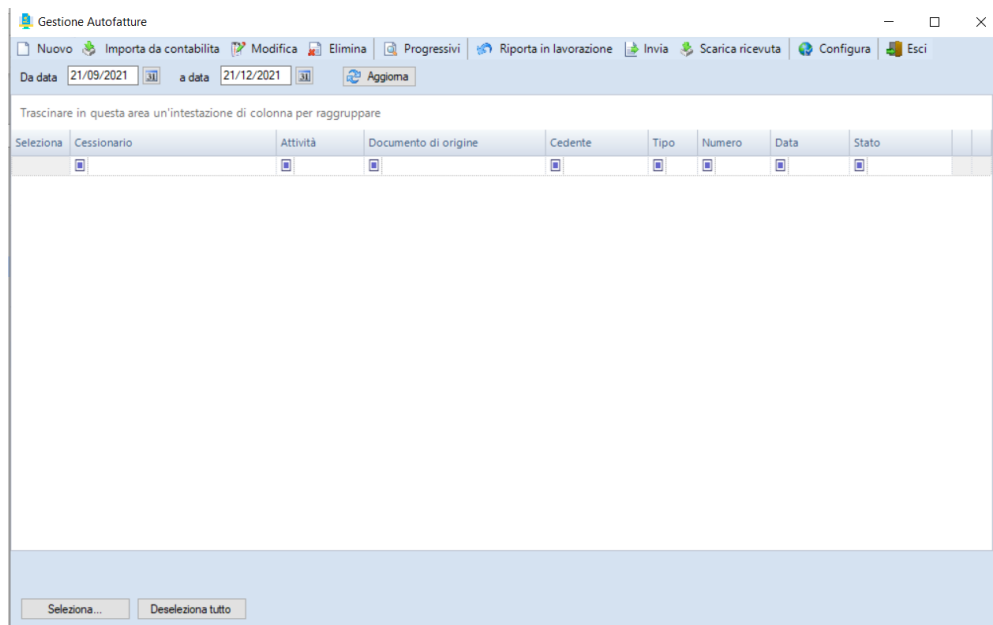 Gestione Autofatture
Nuovo Importa da contabilita Modifica Elimina Progressivi Riporta in lavorazione Invia Scarica ricevuta Configura Esci
Da data 21/09/2021 31 a data 21/12/2021 31 Aggiorna
Trascinare in questa area un'intestazione di colonna per raggruppare
Seleziona Cessionario Attività Documento di origine Cedente Tipo Numero Data Stato
Seleziona... Deseleziona tutto